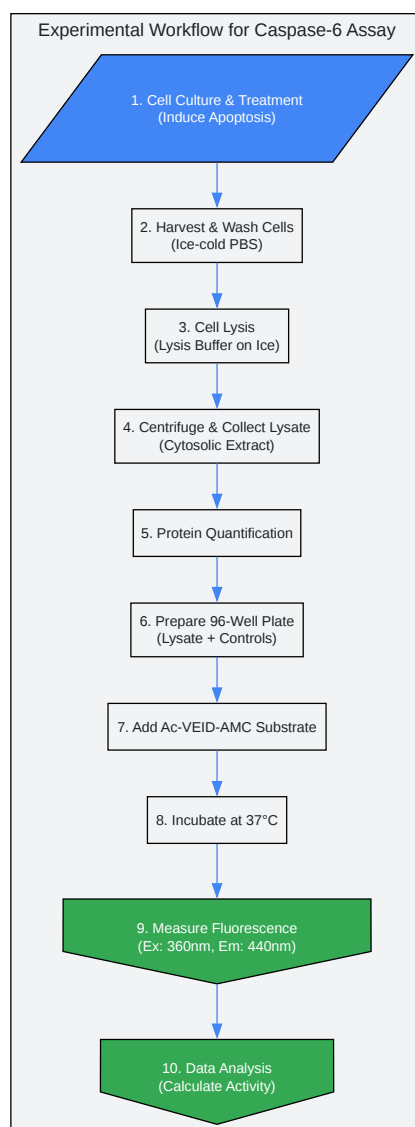 Experimental Workflow for Caspase-6 Assay
1. Cell Culture & Treatment
(Induce Apoptosis)
2. Harvest & Wash Cells
(Ice-cold PBS)
3. Cell Lysis
(Lysis Buffer on Ice)
4. Centrifuge & Collect Lysate
(Cytosolic Extract)
5. Protein Quantification
6. Prepare 96-Well Plate
(Lysate + Controls)
7. Add Ac-VEID-AMC Substrate
8. Incubate at 37°C
9. Measure Fluorescence
(Ex: 360nm, Em: 440nm)
10. Data Analysis
(Calculate Activity)